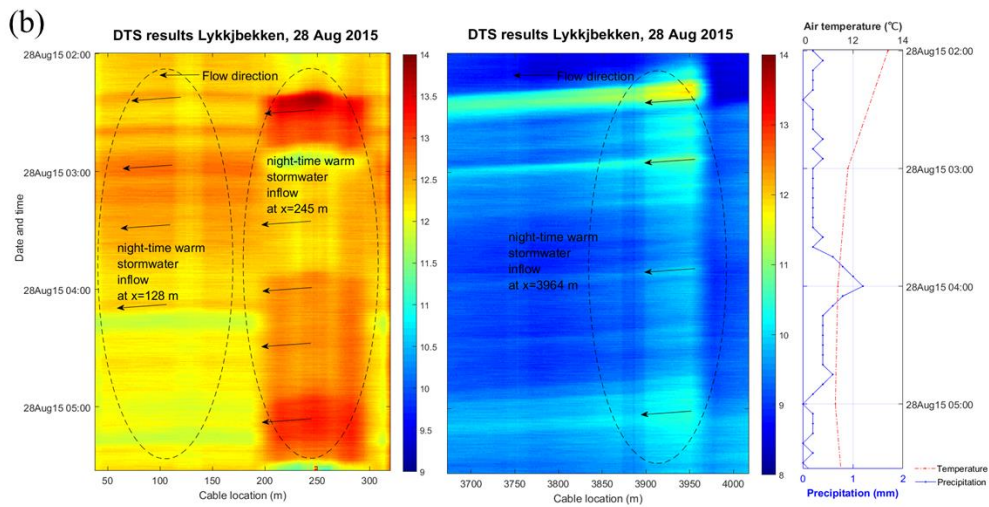 (b)
DTS results Lykkjbekken, 28 Aug 2015
28Aug15 02:00
28Aug15 03:00
28Aug15 04:00
28Aug15 05:00
Date and time
Flow direction
night-time warm
stormwater
inflow
at x=245 m
night-time warm
stormwater
inflow
at x=128 m
50 100 150 200 250 300
Cable location (m)
14
13.5
13
12.5
12
11.5
11
10.5
10
9.5
9
DTS results Lykkjbekken, 28 Aug 2015
Flow direction
night-time warm
stormwater
inflow
at x=3964 m
3700 3750 3800 3850 3900 3950 4000
Cable location (m)
14
13
12
11
10
9
8
Air temperature (℃)
0 12 14
28Aug15 02:00
28Aug15 03:00
28Aug15 04:00
28Aug15 05:00
0 1 2
Precipitation (mm)
Temperature
Precipitation